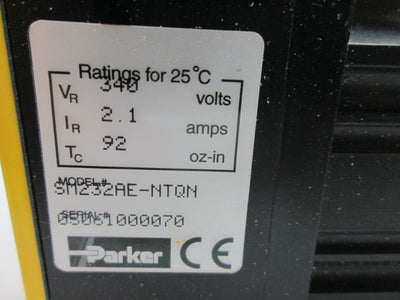 Ratings for 25°C
VR 340 volts
IR 2.1 amps
TC 92 oz-in
MODEL#
SM232AE-NTQN
SERIAL#
05061000070
Parker CE